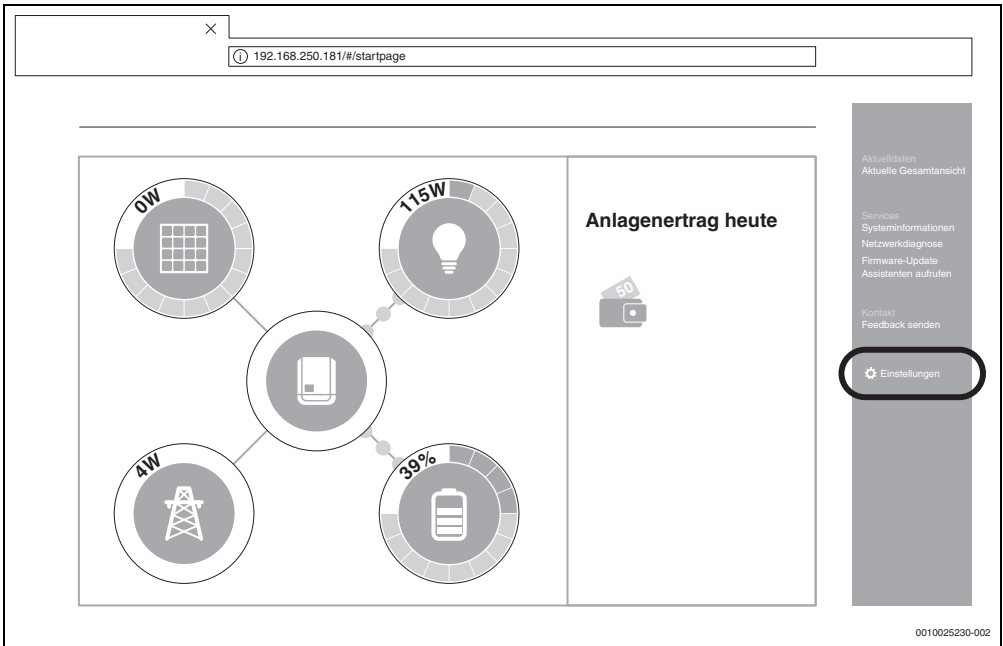 192.168.250.181/#/startpage
0W
115W
4W
39%
Anlagenertrag heute
50
Aktuelldaten
Aktuelle Gesamtansicht
Services
Systeminformationen
Netzwerkdiagnose
Firmware-Update
Assistenten aufrufen
Kontakt
Feedback senden
Einstellungen
0010025230-002